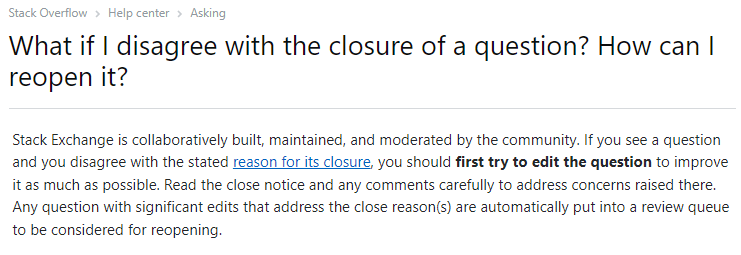 Stack Overflow > Help center > Asking
What if I disagree with the closure of a question? How can I
reopen it?
Stack Exchange is collaboratively built, maintained, and moderated by the community. If you see a question
and you disagree with the stated reason for its closure, you should first try to edit the question to improve
it as much as possible. Read the close notice and any comments carefully to address concerns raised there.
Any question with significant edits that address the close reason(s) are automatically put into a review queue
to be considered for reopening.